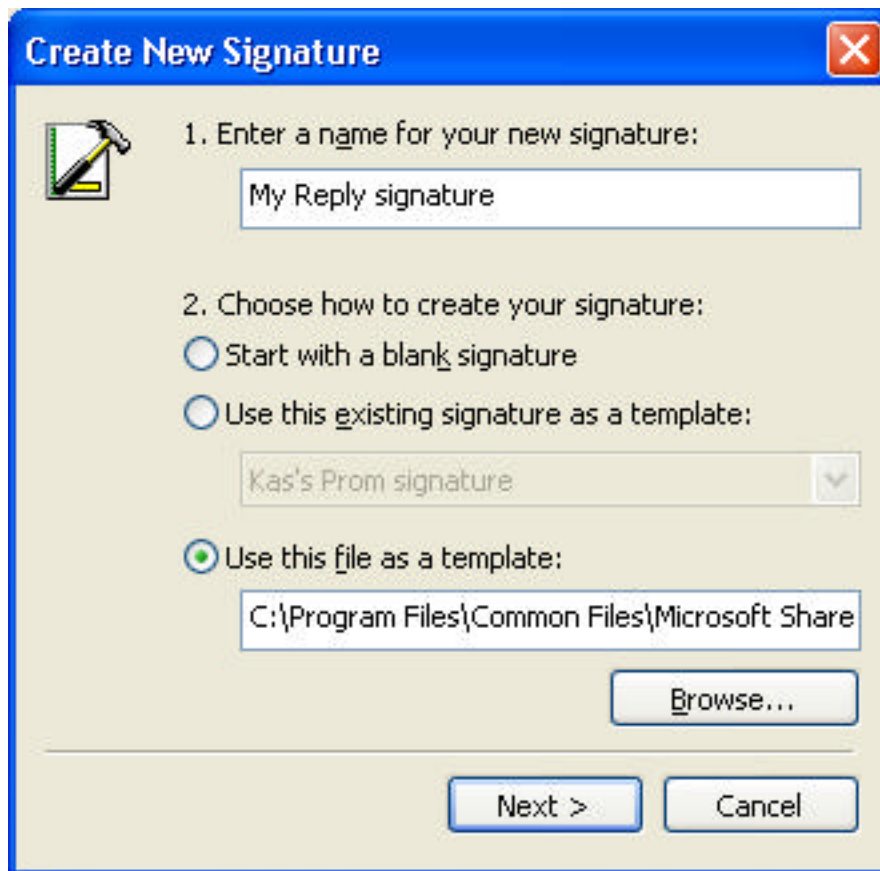 Create New Signature
1. Enter a name for your new signature:
My Reply signature
2. Choose how to create your signature:
Start with a blank signature
Use this existing signature as a template:
Kas's Prom signature
Use this file as a template:
C:\Program Files\Common Files\Microsoft Share
Browse...
Next > Cancel